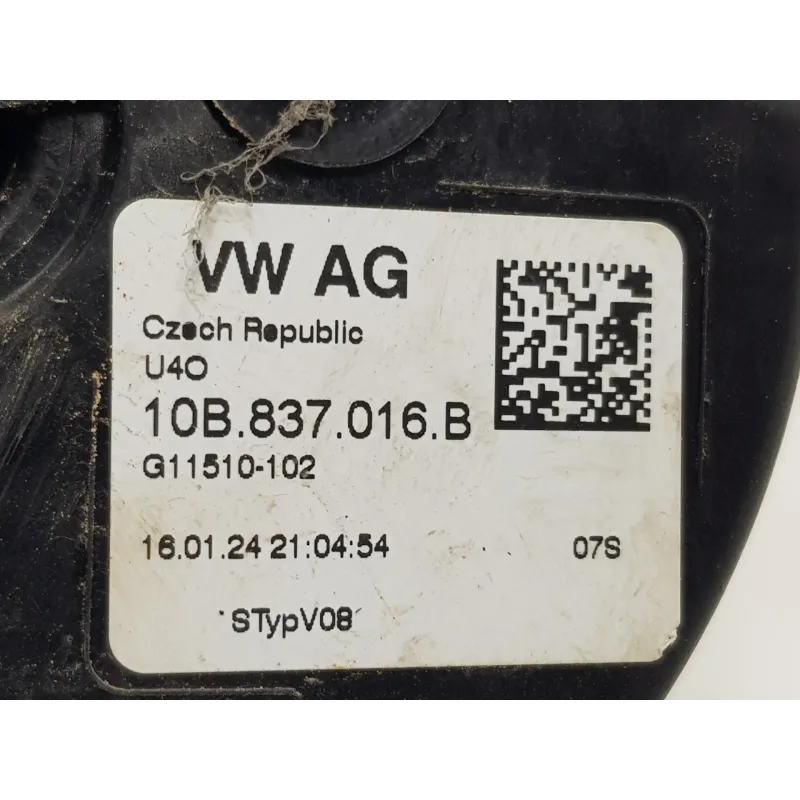 VW AG
Czech Republic
U4O
10B.837.016.B
G11510-102
16.01.24 21:04:54 07S
STypV08